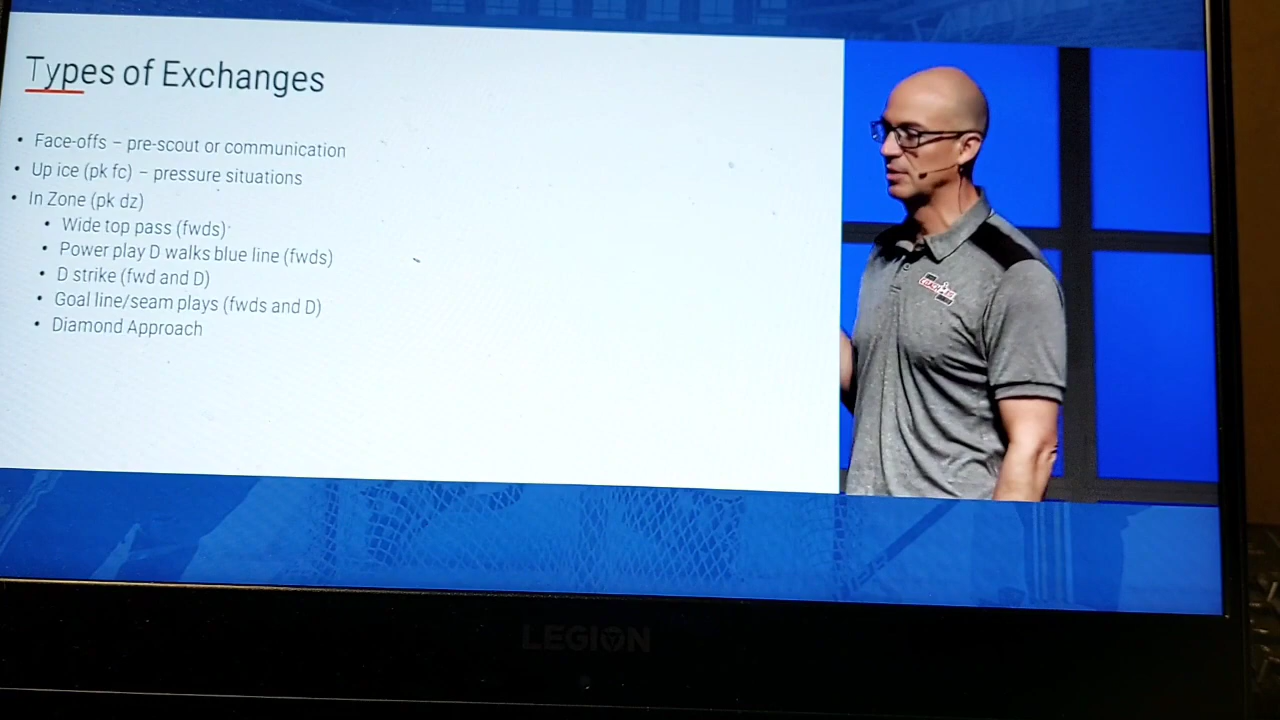 Types of Exchanges
• Face-offs – pre-scout or communication
• Up ice (pk fc) – pressure situations
• In Zone (pk dz)
• Wide top pass (fwds)
• Power play D walks blue line (fwds)
• D strike (fwd and D)
• Goal line/seam plays (fwds and D)
• Diamond Approach
LEGION